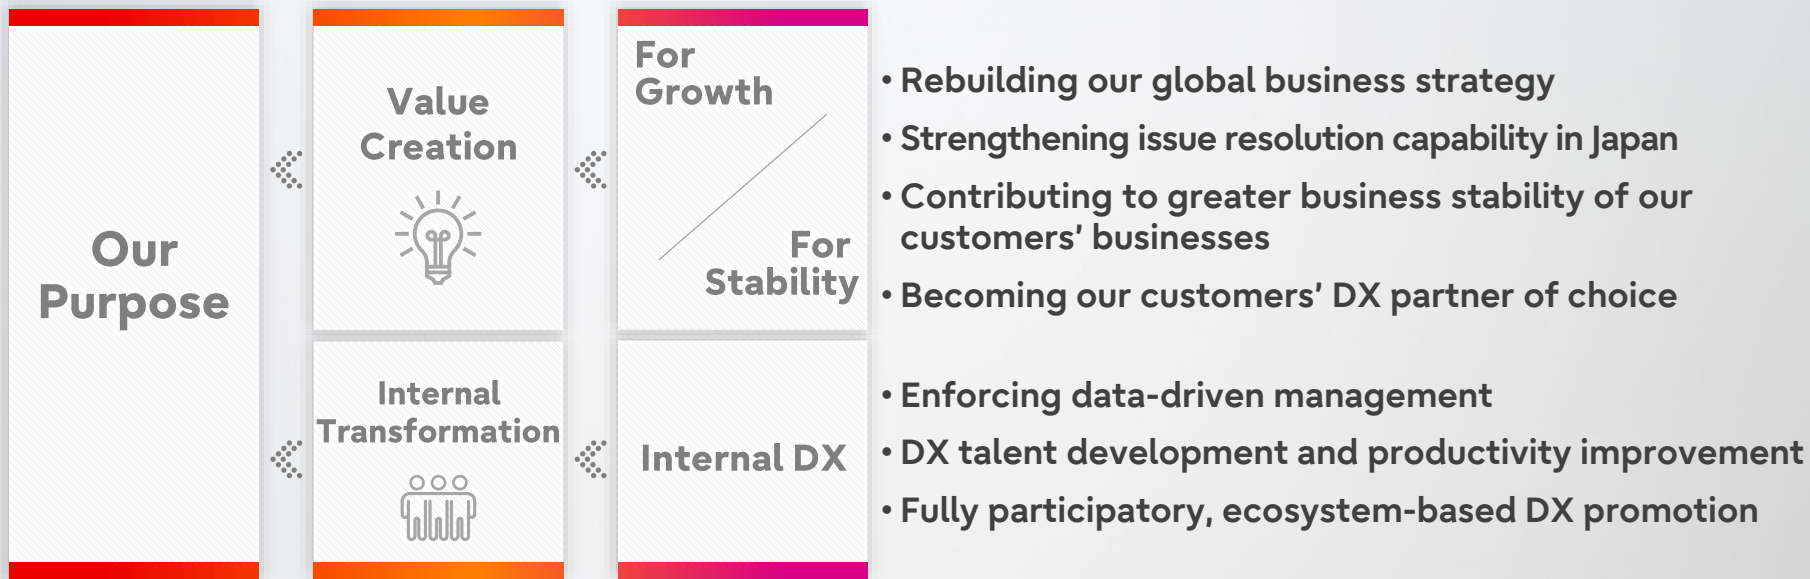 Our
Purpose
Value
Creation
Internal
Transformation
For
Growth
For
Stability
Internal DX
• Rebuilding our global business strategy
• Strengthening issue resolution capability in Japan
• Contributing to greater business stability of our
customers’ businesses
• Becoming our customers’ DX partner of choice
• Enforcing data-driven management
• DX talent development and productivity improvement
• Fully participatory, ecosystem-based DX promotion